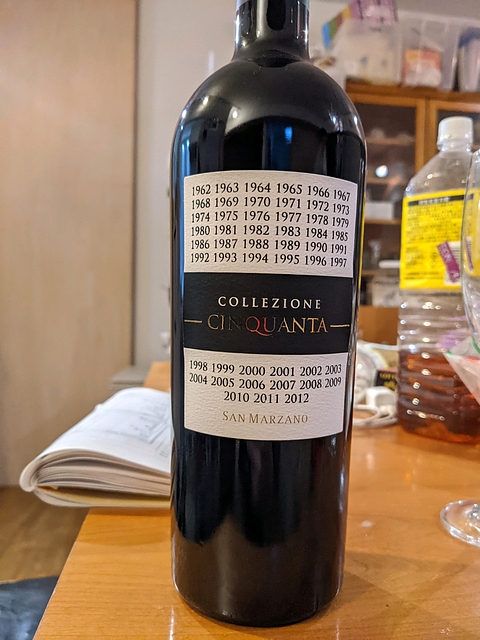 1962 1963 1964 1965 1966 1967
1968 1969 1970 1971 1972 1973
1974 1975 1976 1977 1978 1979
1980 1981 1982 1983 1984 1985
1986 1987 1988 1989 1990 1991
1992 1993 1994 1995 1996 1997
COLLEZIONE
CINQUANTA
1998 1999 2000 2001 2002 2003
2004 2005 2006 2007 2008 2009
2010 2011 2012
SAN MARZANO